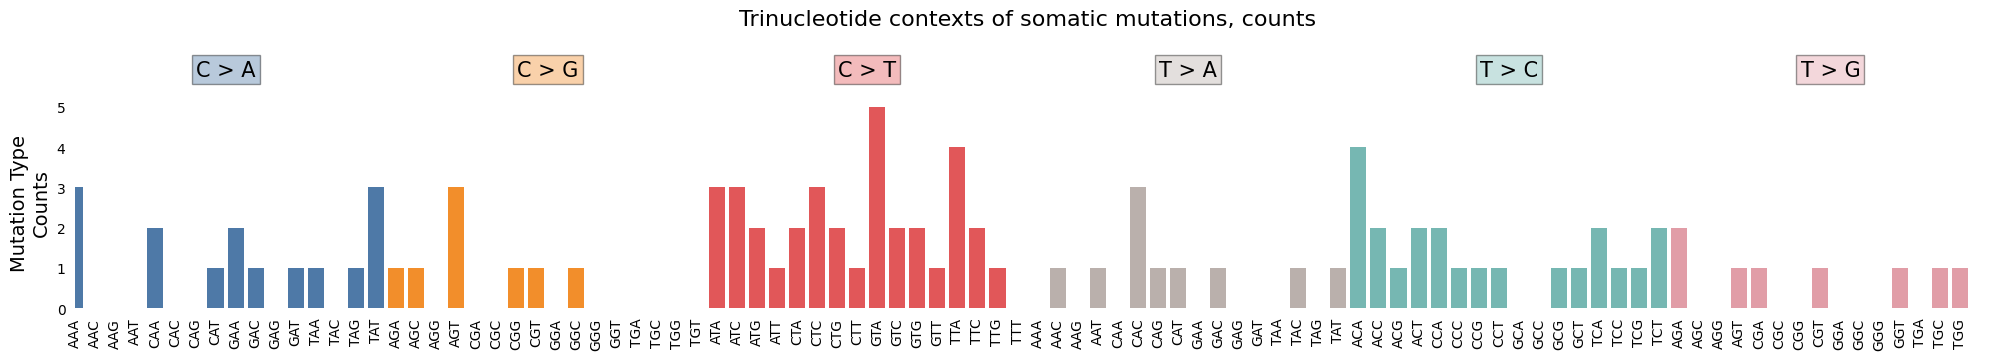 Trinucleotide contexts of somatic mutations, counts
C > A C > G C > T T > A T > C T > G
Mutation Type
Counts
5
4
3
2
1
0
AAA AAC AAG AAT CAA CAC CAG CAT GAA GAC GAG GAT TAA TAC TAG TAT AGA AGC AGG AGT CGA CGC CGG CGT GGA GGC GGG GGT TGA TGC TGG TGT ATA ATC ATG ATT CTA CTC CTG CTT GTA GTC GTG GTT TTA TTC TTG TTT AAA AAC AAG AAT CAA CAC CAG CAT GAA GAC GAG GAT TAA TAC TAG TAT ACA ACC ACG ACT CCA CCC CCG CCT GCA GCC GCG GCT TCA TCC TCG TCT AGA AGC AGG AGT CGA CGC CGG CGT GGA GGC GGG GGT TGA TGC TGG